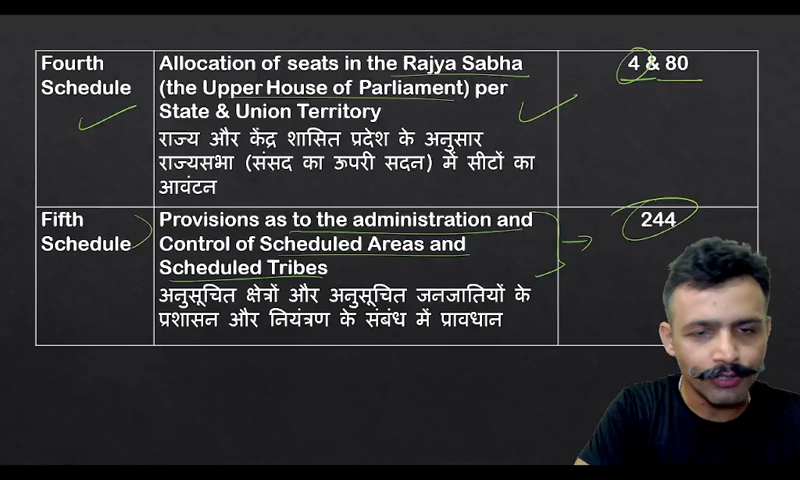 Fourth
Schedule
Allocation of seats in the Rajya Sabha
(the Upper House of Parliament) per
State & Union Territory
राज्य और केंद्र शासित प्रदेश के अनुसार
राज्यसभा (संसद का ऊपरी सदन) में सीटों का
आवंटन
4 & 80
Fifth
Schedule
Provisions as to the administration and
Control of Scheduled Areas and
Scheduled Tribes
अनुसूचित क्षेत्रों और अनुसूचित जनजातियों के
प्रशासन और नियंत्रण के संबंध में प्रावधान
244